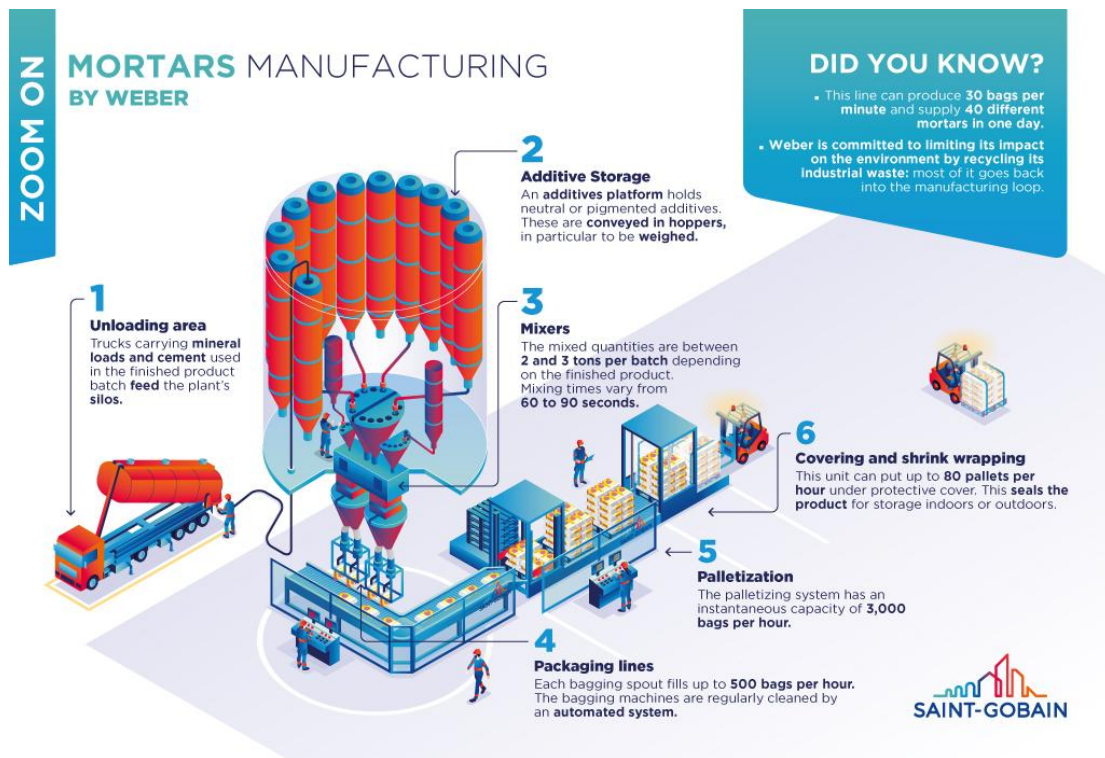 ZOOM ON
MORTARS MANUFACTURING
BY WEBER
DID YOU KNOW?
▪ This line can produce 30 bags per
minute and supply 40 different
mortars in one day.
▪ Weber is committed to limiting its impact
on the environment by recycling its
industrial waste: most of it goes back
into the manufacturing loop.
1
Unloading area
Trucks carrying mineral
loads and cement used
in the finished product
batch feed the plant's
silos.
2
Additive Storage
An additives platform holds
neutral or pigmented additives.
These are conveyed in hoppers,
in particular to be weighed.
3
Mixers
The mixed quantities are between
2 and 3 tons per batch depending
on the finished product.
Mixing times vary from
60 to 90 seconds.
4
Packaging lines
Each bagging spout fills up to 500 bags per hour.
The bagging machines are regularly cleaned by
an automated system.
5
Palletization
The palletizing system has an
instantaneous capacity of 3,000
bags per hour.
6
Covering and shrink wrapping
This unit can put up to 80 pallets per
hour under protective cover. This seals the
product for storage indoors or outdoors.
SAINT-GOBAIN
SAINT-GOBAIN